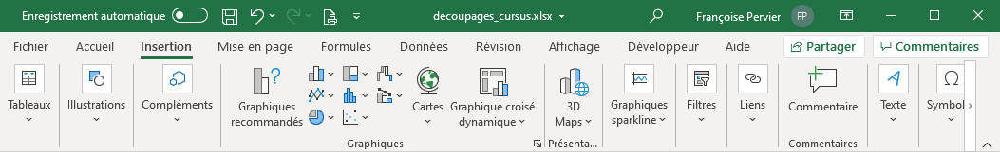 Enregistrement automatique decoupages_cursus.xlsx Françoise Pervier FP
Fichier Accueil Insertion Mise en page Formules Données Révision Affichage Développeur Aide Partager Commentaires
Tableaux Illustrations Compléments Graphiques recommandés Cartes Graphique croisé dynamique 3D Maps Graphiques sparkline Filtres Liens Commentaire Texte Symbol
Graphiques Présenta... Commentaires